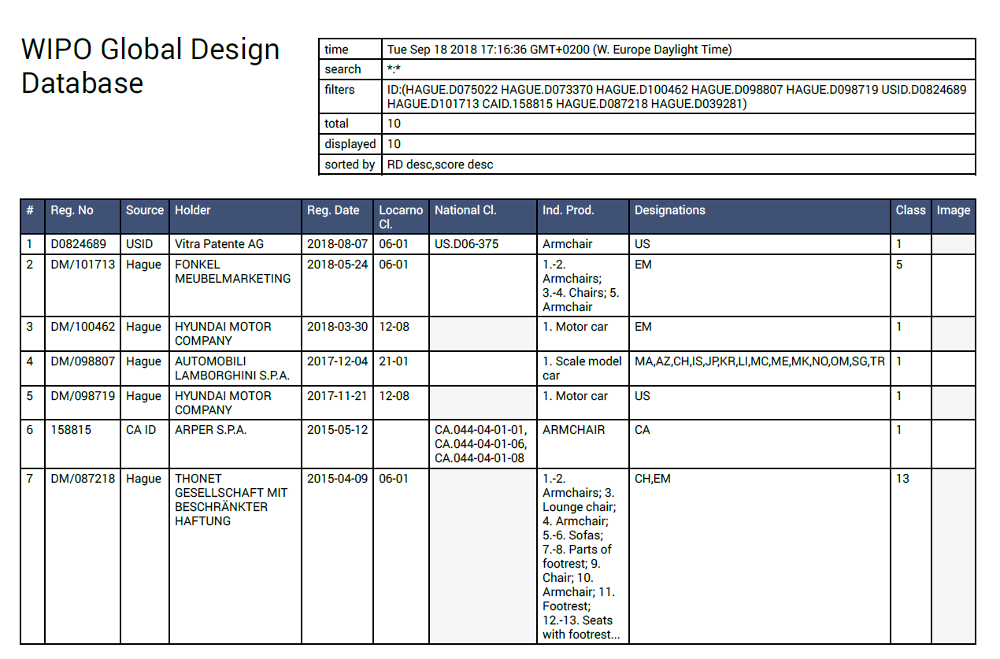 WIPO Global Design
Database
time Tue Sep 18 2018 17:16:36 GMT+0200 (W. Europe Daylight Time)
search *:*
filters ID:(HAGUE.D075022 HAGUE.D073370 HAGUE.D100462 HAGUE.D098807 HAGUE.D098719 USID.D0824689
HAGUE.D101713 CAID.158815 HAGUE.D087218 HAGUE.D039281)
total 10
displayed 10
sorted by RD desc,score desc
# Reg. No Source Holder Reg. Date Locarno National Cl. Ind. Prod. Designations Class Image
Cl.
1 D0824689 USID Vitra Patente AG 2018-08-07 06-01 US.D06-375 Armchair US 1
2 DM/101713 Hague FONKEL 2018-05-24 06-01 1.-2. EM 5
MEUBELMARKETING Armchairs;
3.-4. Chairs; 5.
Armchair
3 DM/100462 Hague HYUNDAI MOTOR 2018-03-30 12-08 1. Motor car EM 1
COMPANY
4 DM/098807 Hague AUTOMOBILI 2017-12-04 21-01 1. Scale model MA,AZ,CH,IS,JP,KR,LI,MC,ME,MK,NO,OM,SG,TR 1
LAMBORGHINI S.P.A. car
5 DM/098719 Hague HYUNDAI MOTOR 2017-11-21 12-08 1. Motor car US 1
COMPANY
6 158815 CA ID ARPER S.P.A. 2015-05-12 CA.044-04-01-01, ARMCHAIR CA 1
CA.044-04-01-06,
CA.044-04-01-08
7 DM/087218 Hague THONET 2015-04-09 06-01 1.-2. CH,EM 13
GESELLSCHAFT MIT Armchairs; 3.
BESCHRÄNKTER Lounge chair;
HAFTUNG 4. Armchair;
5.-6. Sofas;
7.-8. Parts of
footrest; 9.
Chair; 10.
Armchair; 11.
Footrest;
12.-13. Seats
with footrest...